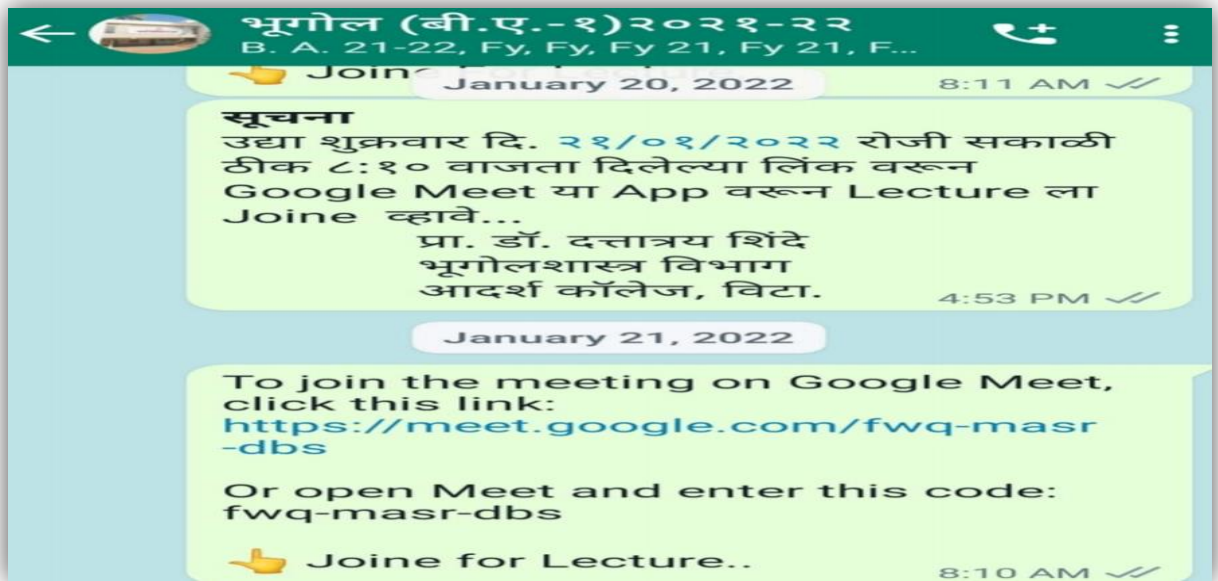 भूगोल (बी.ए.-१)२०२१-२२
B. A. 21-22, Fy, Fy, Fy 21, Fy 21, F...
👆 Joine For Lecture
8:11 AM
January 20, 2022
सूचना
उद्या शुक्रवार दि. २१/०१/२०२२ रोजी सकाळी
ठीक ८:१० वाजता दिलेल्या लिंक वरून
Google Meet या App वरून Lecture ला
Joine व्हावे...
प्रा. डॉ. दत्तात्रय शिंदे
भूगोलशास्त्र विभाग
आदर्श कॉलेज, विटा.
4:53 PM
January 21, 2022
To join the meeting on Google Meet,
click this link:
https://meet.google.com/fwq-masr
-dbs
Or open Meet and enter this code:
fwq-masr-dbs
👆 Joine for Lecture..
8:10 AM